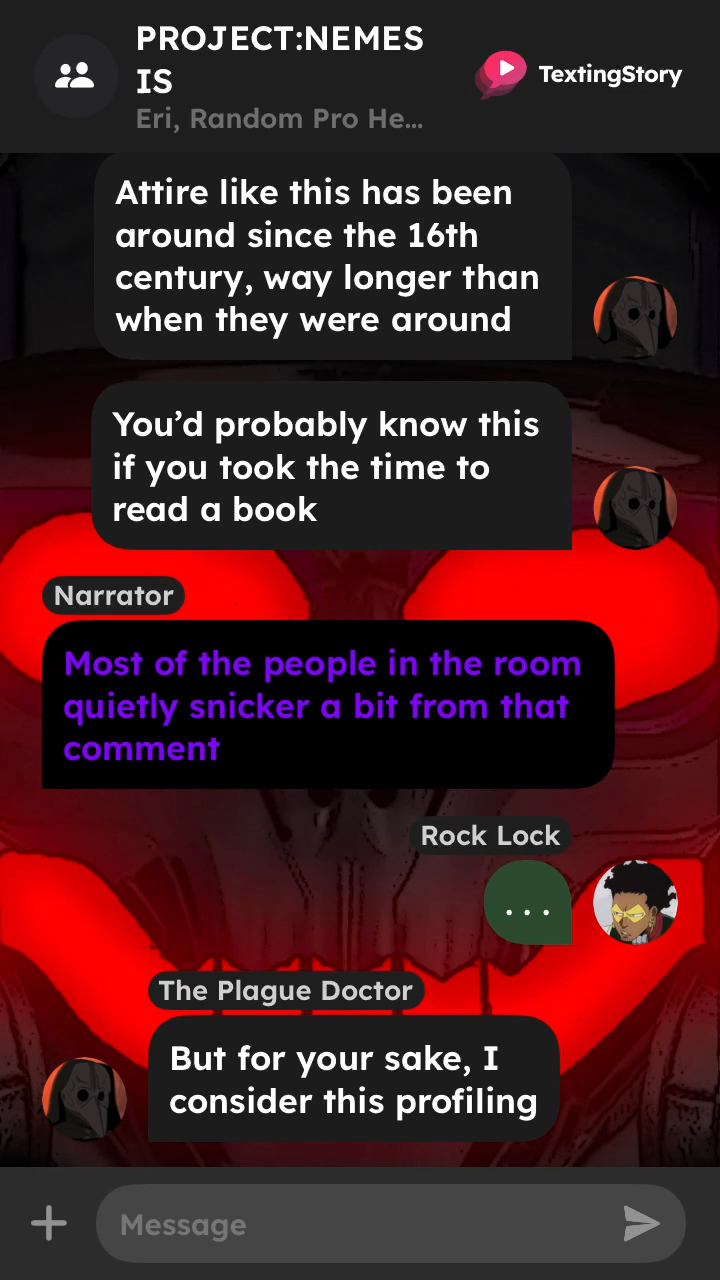 PROJECT:NEMES
IS
Eri, Random Pro He...
TextingStory
Attire like this has been
around since the 16th
century, way longer than
when they were around
You’d probably know this
if you took the time to
read a book
Narrator
Most of the people in the room
quietly snicker a bit from that
comment
Rock Lock
...
The Plague Doctor
But for your sake, I
consider this profiling
Message